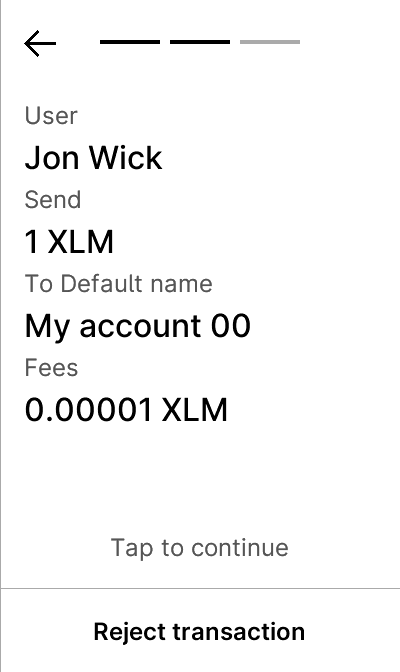 User
Jon Wick
Send
1 XLM
To Default name
My account 00
Fees
0.00001 XLM
Tap to continue
Reject transaction